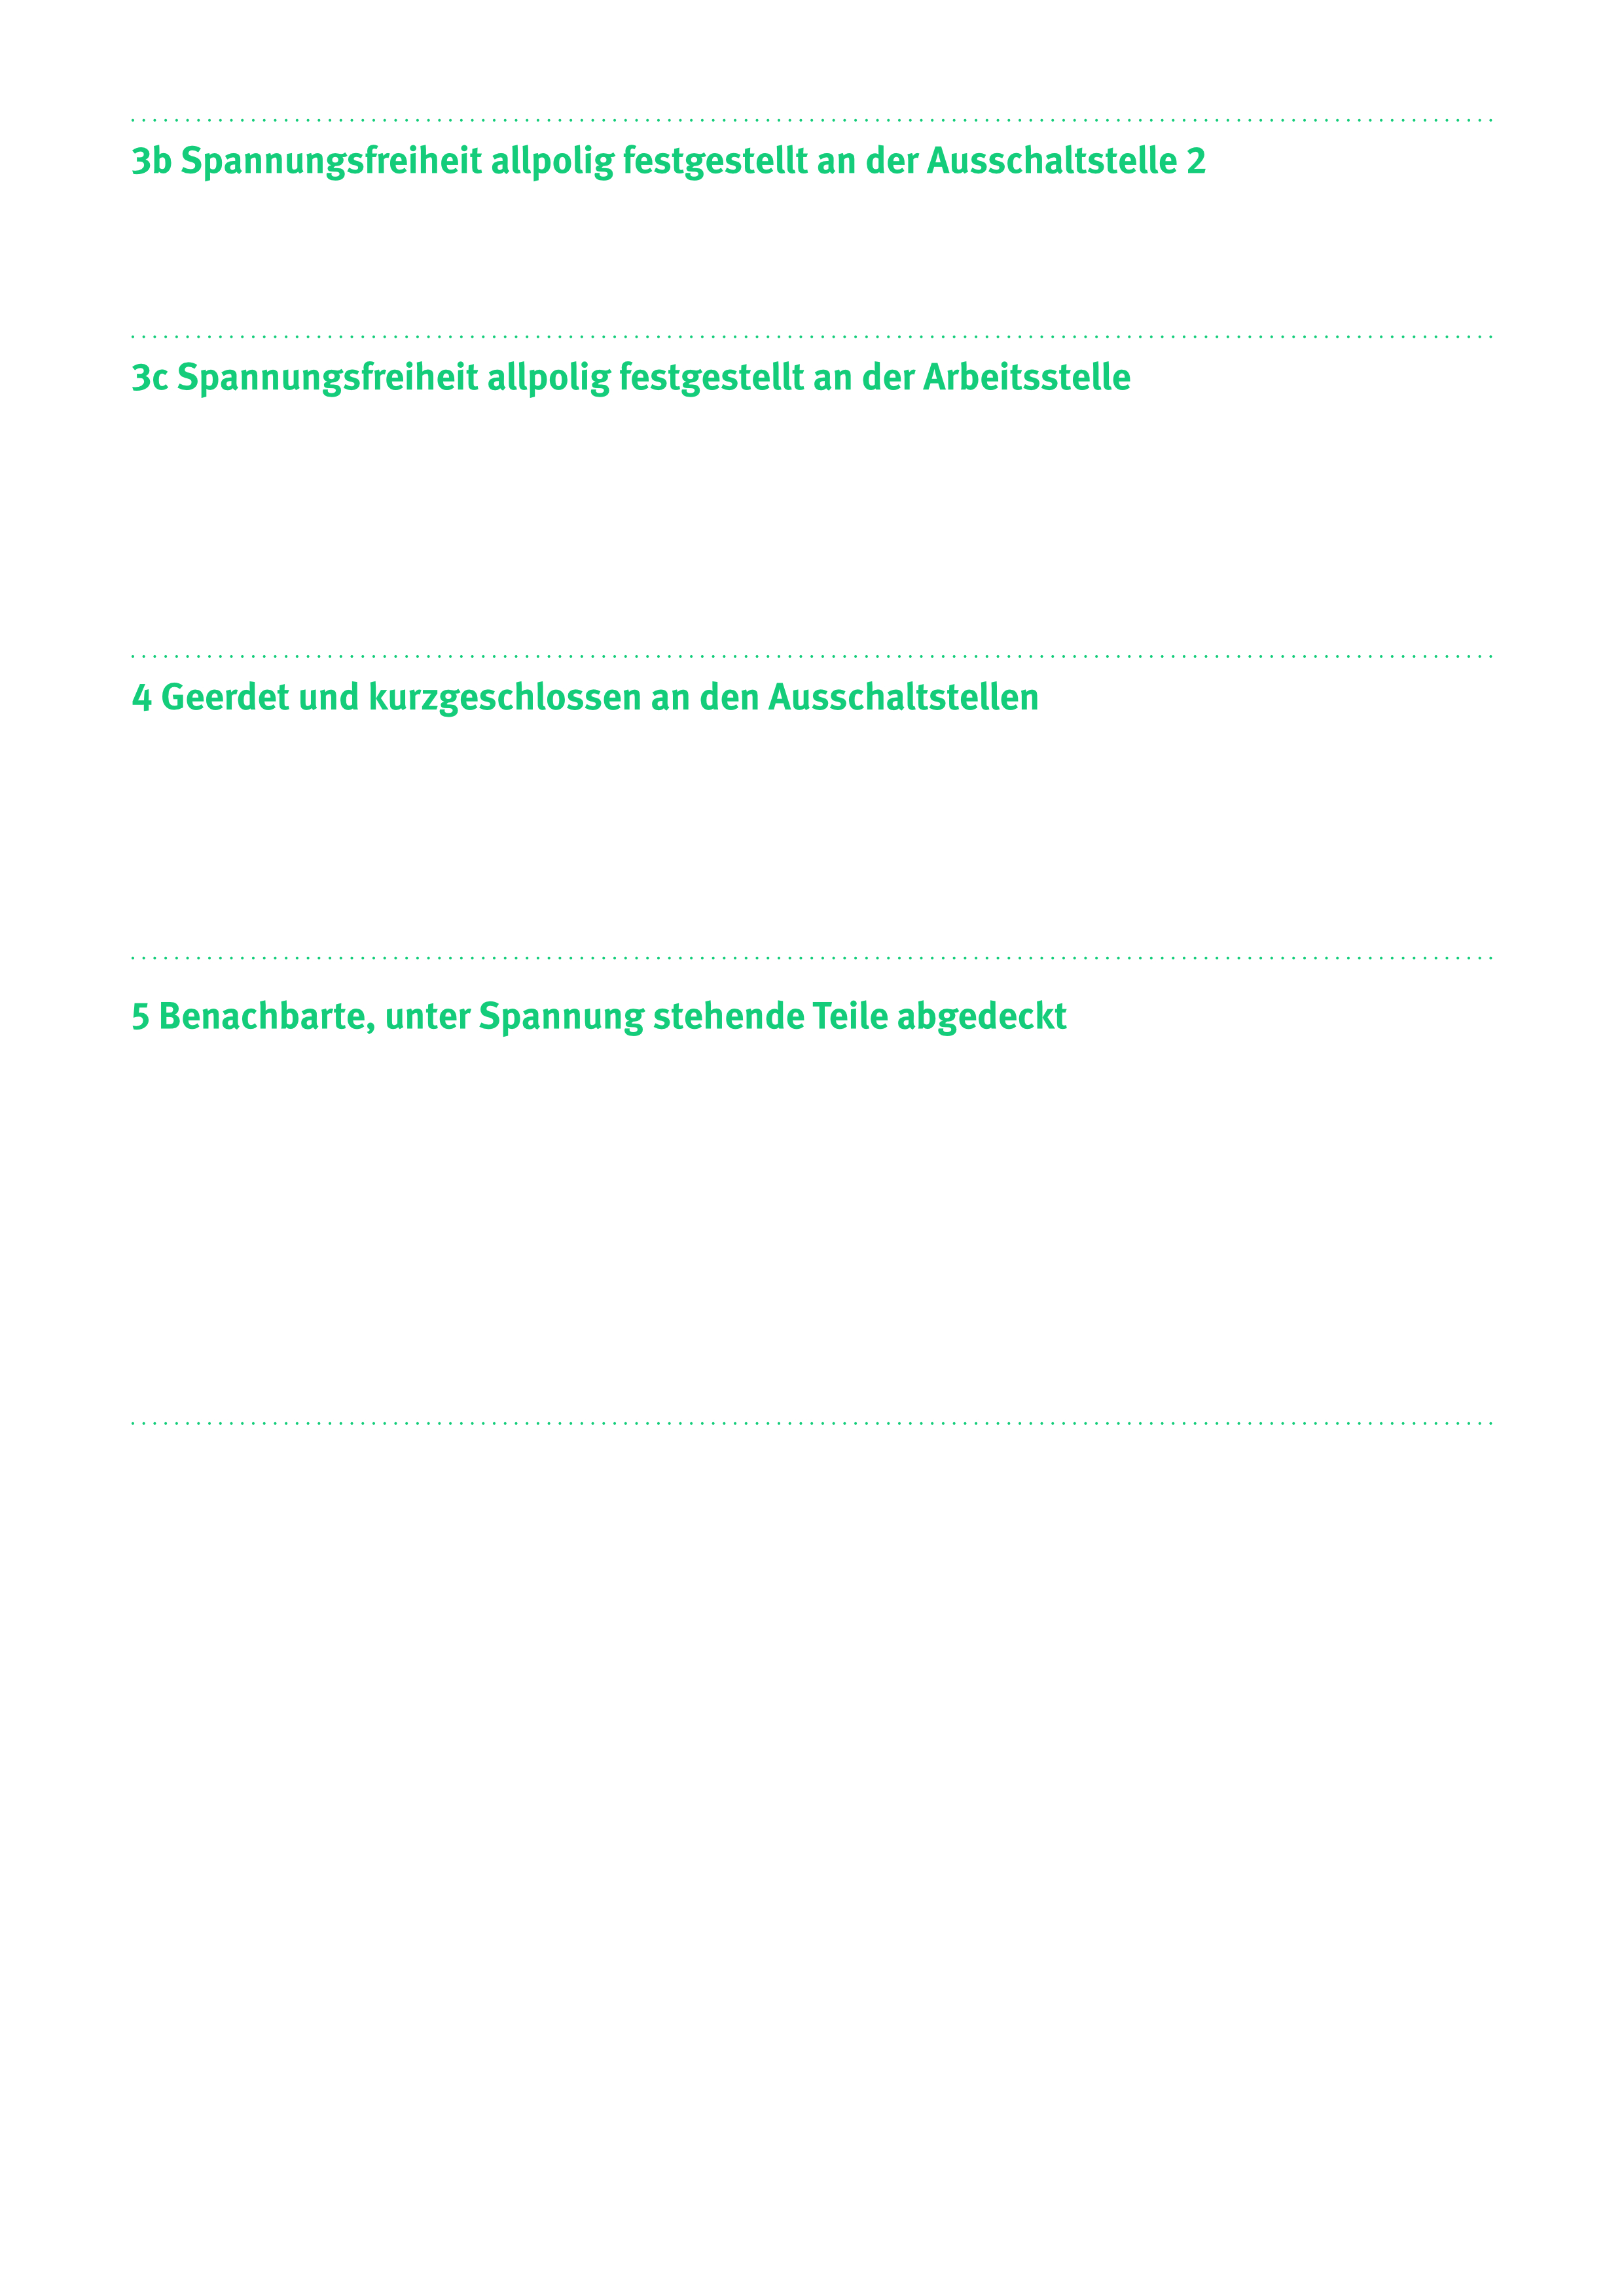 3b Spannungsfreiheit allpolig festgestellt an der Ausschaltstelle 2
3c Spannungsfreiheit allpolig festgestellt an der Arbeitsstelle
4 Geerdet und kurzgeschlossen an den Ausschaltstellen
5 Benachbarte, unter Spannung stehende Teile abgedeckt